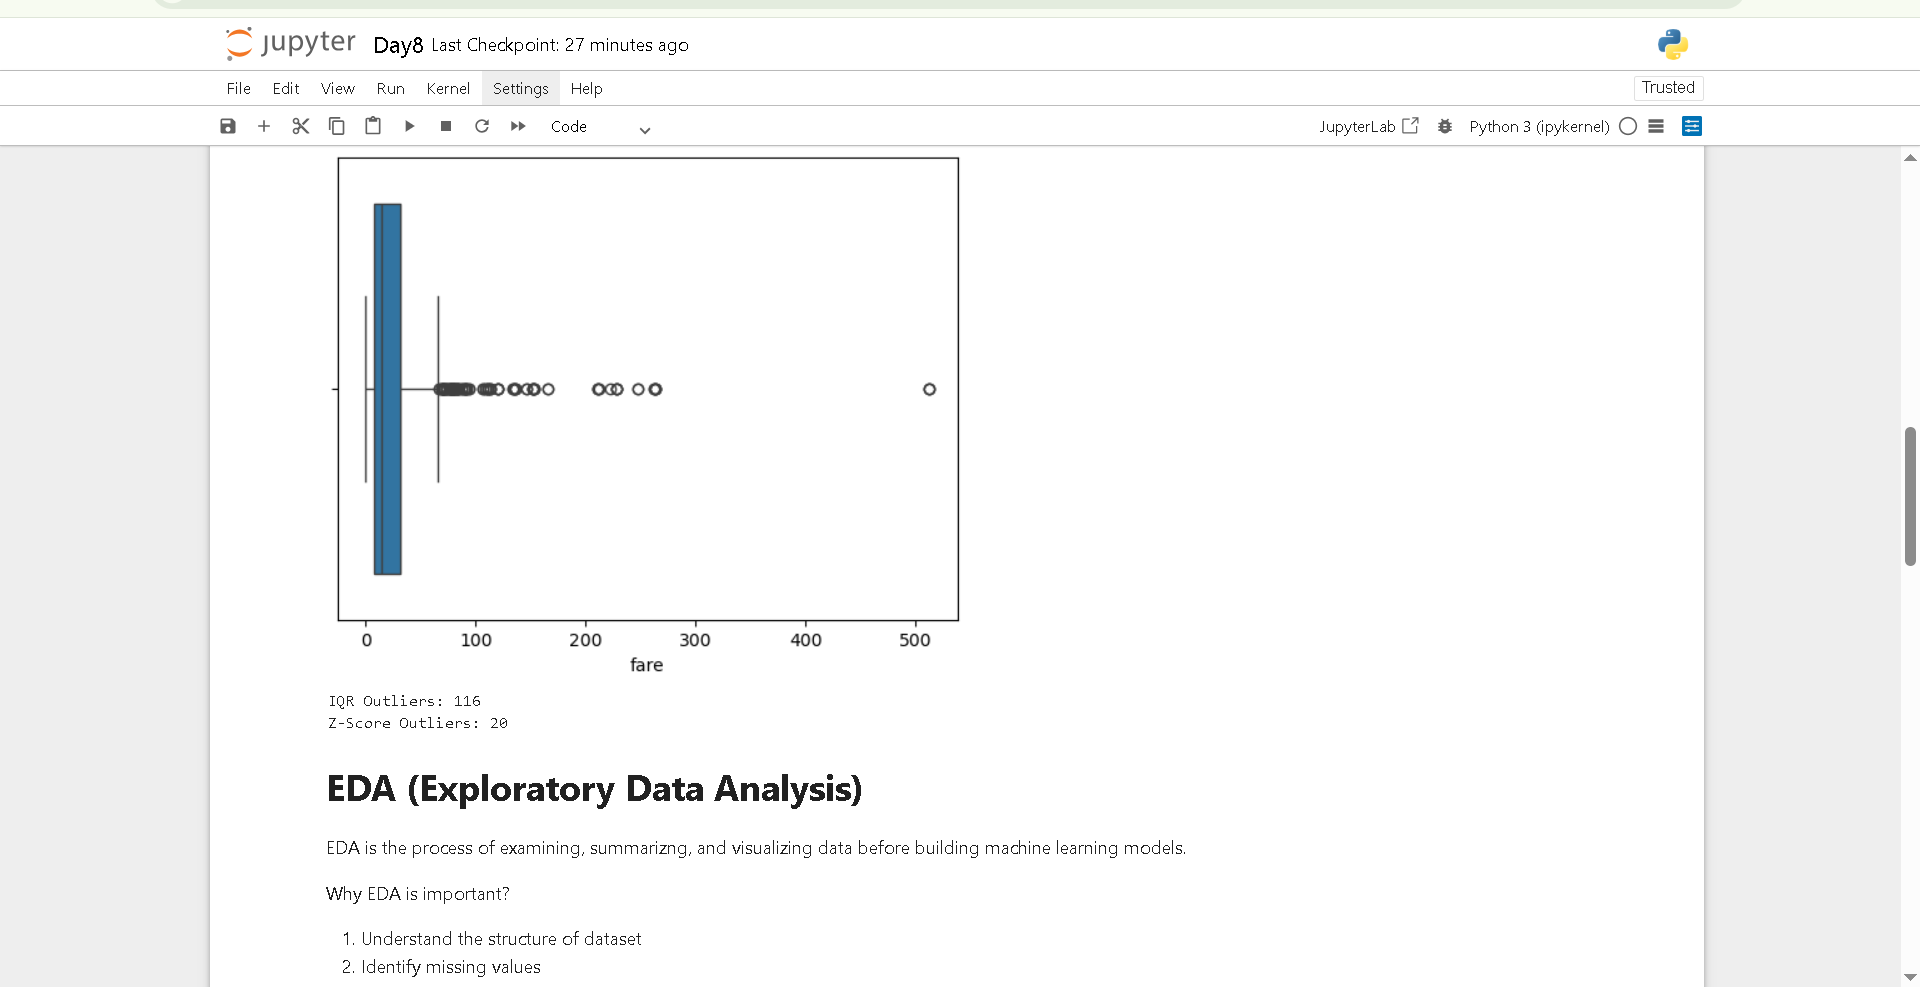 jupyter Day8 Last Checkpoint: 27 minutes ago
File Edit View Run Kernel Settings Help Trusted
Code JupyterLab Python 3 (ipykernel)
0 100 200 300 400 500
fare
IQR Outliers: 116
Z-Score Outliers: 20
EDA (Exploratory Data Analysis)
EDA is the process of examining, summarizng, and visualizing data before building machine learning models.
Why EDA is important?
1. Understand the structure of dataset
2. Identify missing values